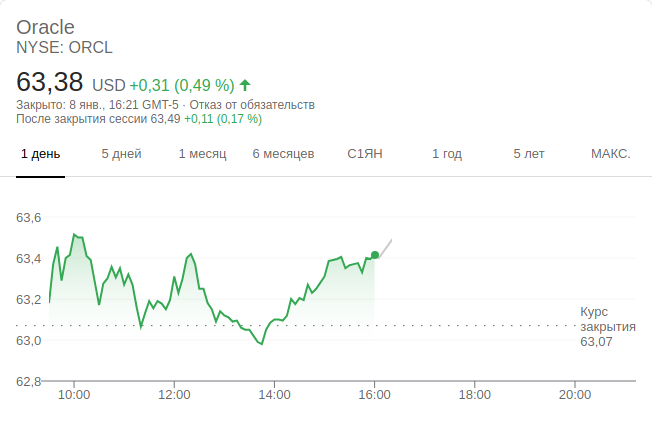 Oracle
NYSE: ORCL
63,38 USD +0,31 (0,49 %)
Закрыто: 8 янв., 16:21 GMT-5 · Отказ от обязательств
После закрытия сессии 63,49 +0,11 (0,17 %)
1 день 5 дней 1 месяц 6 месяцев С1ЯН 1 год 5 лет МАКС.
63,6
63,4
63,2
63,0
62,8
Курс
закрытия
63,07
10:00 12:00 14:00 16:00 18:00 20:00